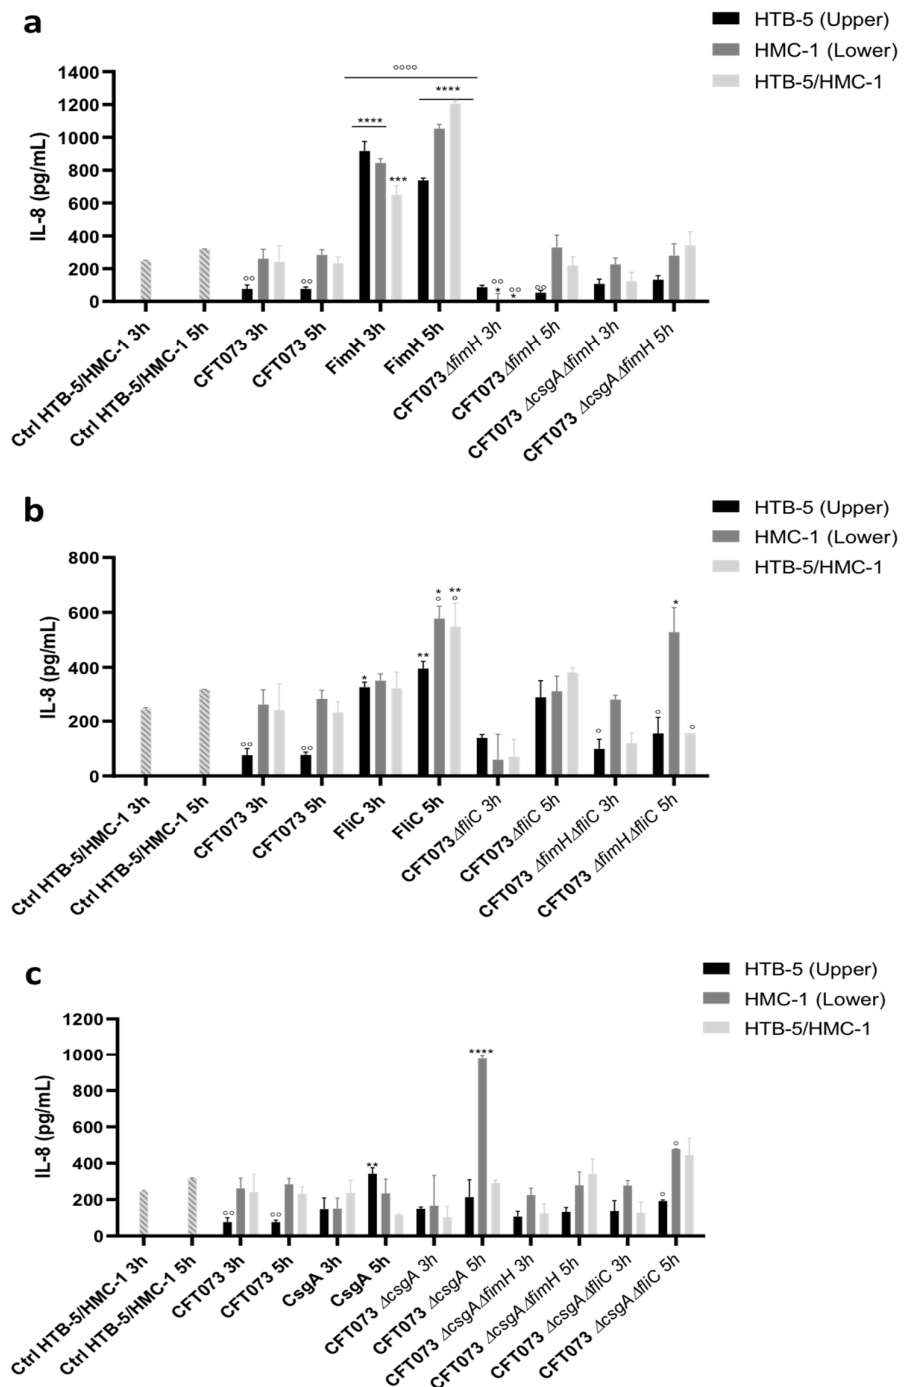 a
HTB-5 (Upper)
HMC-1 (Lower)
HTB-5/HMC-1
IL-8 (pg/mL)
1400
1200
1000
800
600
400
200
0
°°°°
****
****
***
°°
°°
°°
*
°°
*
°°
Ctrl HTB-5/HMC-1 3h
Ctrl HTB-5/HMC-1 5h
CFT073 3h
CFT073 5h
FimH 3h
FimH 5h
CFT073 ΔfimH 3h
CFT073 ΔfimH 5h
CFT073 ΔcsgAΔfimH 3h
CFT073 ΔcsgAΔfimH 5h
b
HTB-5 (Upper)
HMC-1 (Lower)
HTB-5/HMC-1
IL-8 (pg/mL)
800
600
400
200
0
°°
°°
*
**
*
°
**
°
°
°
*
°
Ctrl HTB-5/HMC-1 3h
Ctrl HTB-5/HMC-1 5h
CFT073 3h
CFT073 5h
FliC 3h
FliC 5h
CFT073 ΔfliC 3h
CFT073 ΔfliC 5h
CFT073 ΔfimHΔfliC 3h
CFT073 ΔfimHΔfliC 5h
c
HTB-5 (Upper)
HMC-1 (Lower)
HTB-5/HMC-1
IL-8 (pg/mL)
1200
1000
800
600
400
200
0
°°
°°
**
****
°
°
Ctrl HTB-5/HMC-1 3h
Ctrl HTB-5/HMC-1 5h
CFT073 3h
CFT073 5h
CsgA 3h
CsgA 5h
CFT073 ΔcsgA 3h
CFT073 ΔcsgA 5h
CFT073 ΔcsgAΔfimH 3h
CFT073 ΔcsgAΔfimH 5h
CFT073 ΔcsgAΔfliC 3h
CFT073 ΔcsgAΔfliC 5h